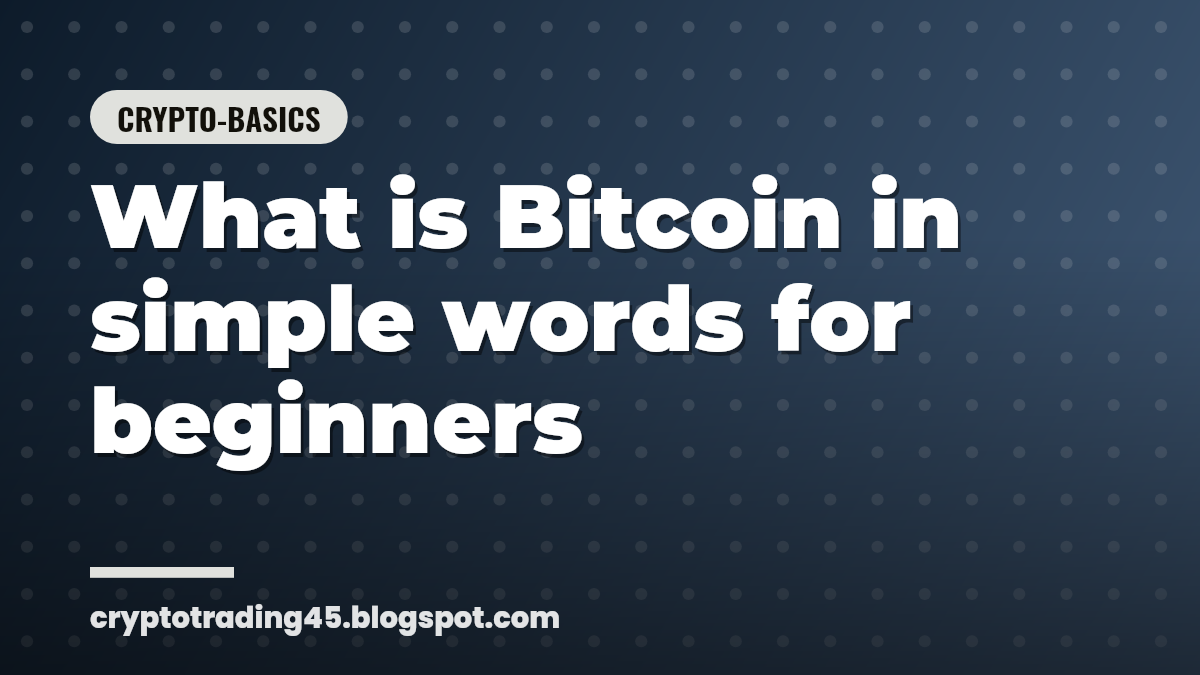 CRYPTO-BASICS
What is Bitcoin in
simple words for
beginners
cryptotrading45.blogspot.com